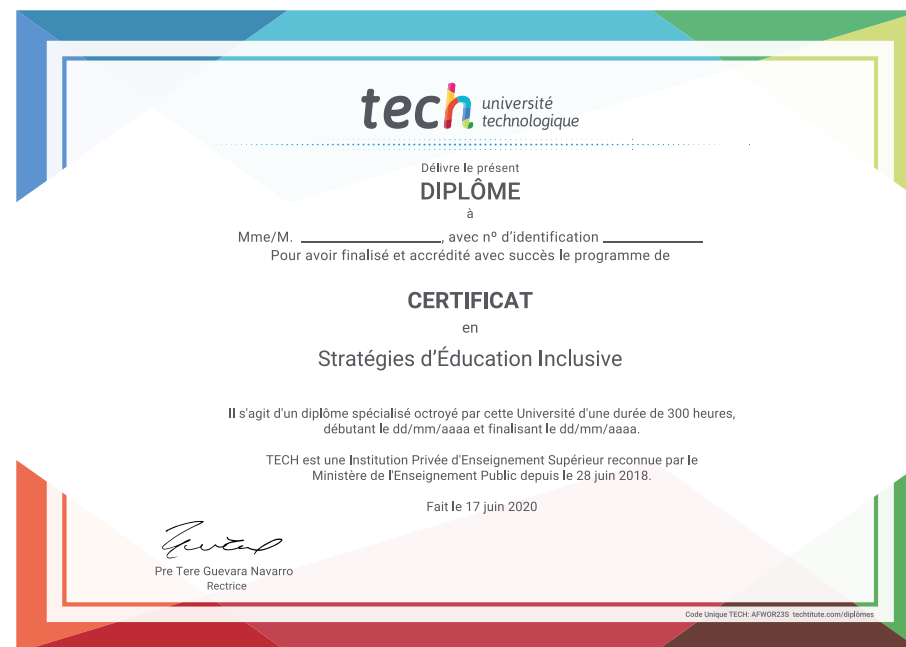 tech université
technologique
Délivre le présent
DIPLÔME
à
Mme/M. ____________________, avec nº d'identification ______________
Pour avoir finalisé et accrédité avec succès le programme de
CERTIFICAT
en
Stratégies d'Éducation Inclusive
Il s'agit d'un diplôme spécialisé octroyé par cette Université d'une durée de 300 heures,
débutant le dd/mm/aaaa et finalisant le dd/mm/aaaa.
TECH est une Institution Privée d'Enseignement Supérieur reconnue par le
Ministère de l'Enseignement Public depuis le 28 juin 2018.
Fait le 17 juin 2020
Pre Tere Guevara Navarro
Rectrice
Code Unique TECH: AFWOR23S techtitute.com/diplômes